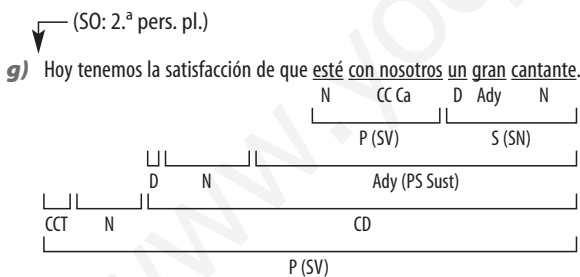 (SO: 2.ª pers. pl.)
g) Hoy tenemos la satisfacción de que esté con nosotros un gran cantante.
N CC Ca D Ady N
P (SV) S (SN)
D N Ady (PS Sust)
CCT N CD
P (SV)